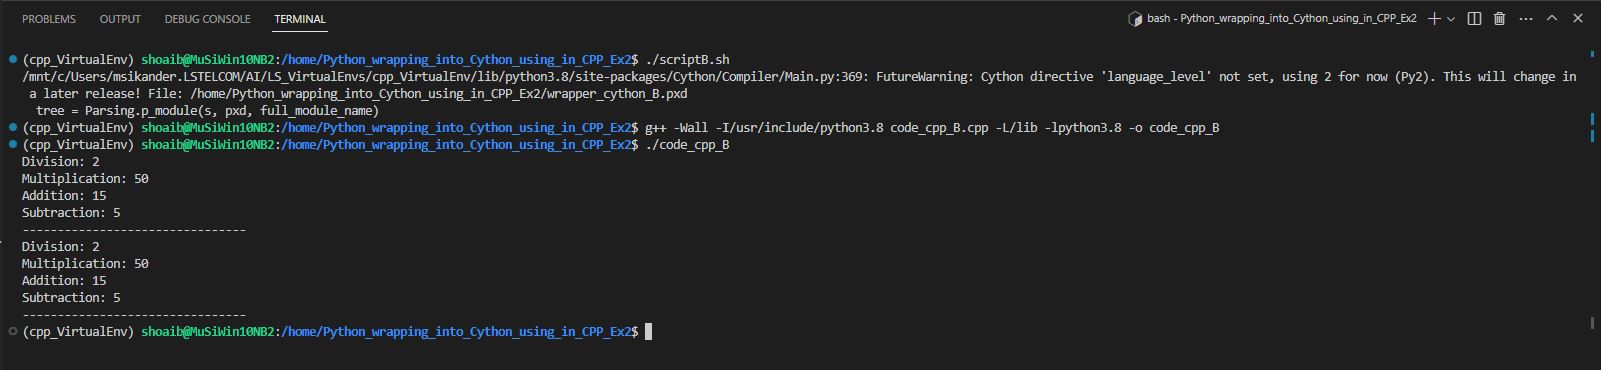 PROBLEMS OUTPUT DEBUG CONSOLE TERMINAL bash - Python_wrapping_into_Cython_using_in_CPP_Ex2
(cpp_VirtualEnv) shoaib@MuSiWin10NB2:/home/Python_wrapping_into_Cython_using_in_CPP_Ex2$ ./scriptB.sh
/mnt/c/Users/msikander.LSTELCOM/AI/LS_VirtualEnvs/cpp_VirtualEnv/lib/python3.8/site-packages/Cython/Compiler/Main.py:369: FutureWarning: Cython directive 'language_level' not set, using 2 for now (Py2). This will change in
a later release! File: /home/Python_wrapping_into_Cython_using_in_CPP_Ex2/wrapper_cython_B.pxd
tree = Parsing.p_module(s, pxd, full_module_name)
(cpp_VirtualEnv) shoaib@MuSiWin10NB2:/home/Python_wrapping_into_Cython_using_in_CPP_Ex2$ g++ -Wall -I/usr/include/python3.8 code_cpp_B.cpp -L/lib -lpython3.8 -o code_cpp_B
(cpp_VirtualEnv) shoaib@MuSiWin10NB2:/home/Python_wrapping_into_Cython_using_in_CPP_Ex2$ ./code_cpp_B
Division: 2
Multiplication: 50
Addition: 15
Subtraction: 5
--------------------------------
Division: 2
Multiplication: 50
Addition: 15
Subtraction: 5
--------------------------------
(cpp_VirtualEnv) shoaib@MuSiWin10NB2:/home/Python_wrapping_into_Cython_using_in_CPP_Ex2$